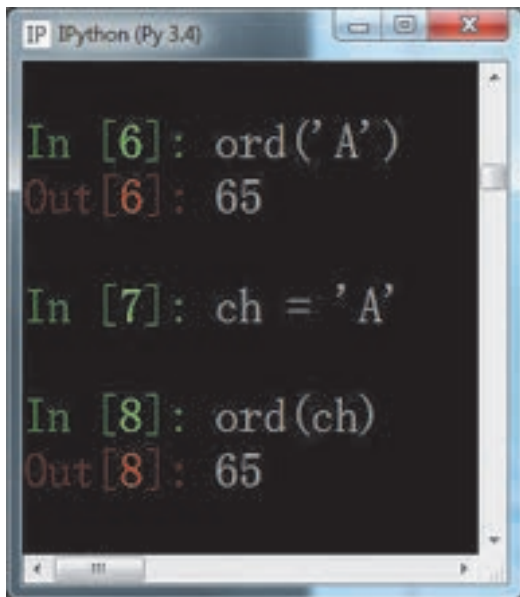 IP IPython (Py 3.4)
In [6]: ord('A')
Out[6]: 65
In [7]: ch = 'A'
In [8]: ord(ch)
Out[8]: 65